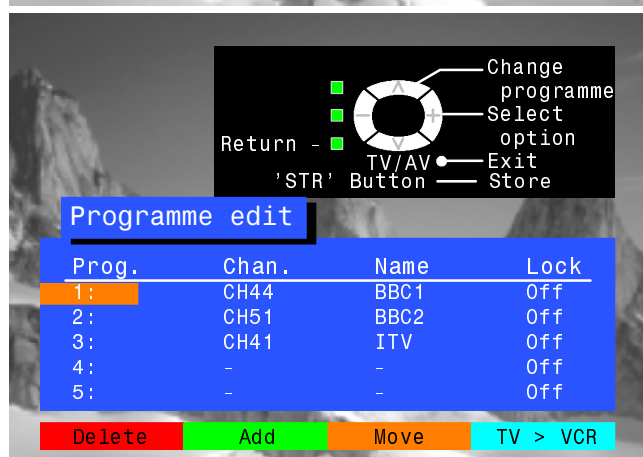 Change
programme
Select
option
Return –
TV/AV
Exit
'STR' Button
Store
Programme edit
Prog. Chan. Name Lock
1: CH44 BBC1 Off
2: CH51 BBC2 Off
3: CH41 ITV Off
4: - - Off
5: - - Off
Delete Add Move TV > VCR